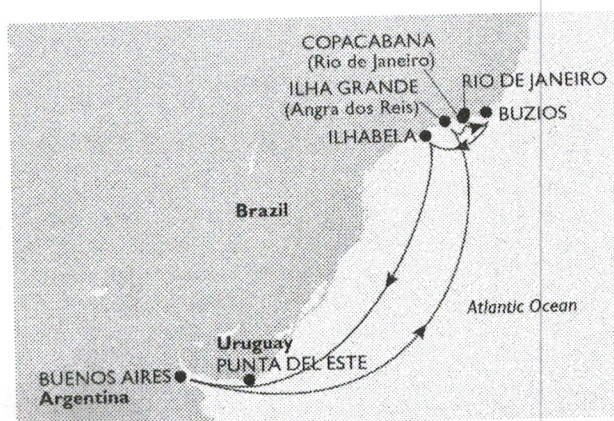 COPACABANA
(Rio de Janeiro)
ILHA GRANDE
(Angra dos Reis)
RIO DE JANEIRO
BUZIOS
ILHABELA
Brazil
Atlantic Ocean
Uruguay
PUNTA DEL ESTE
BUENOS AIRES
Argentina